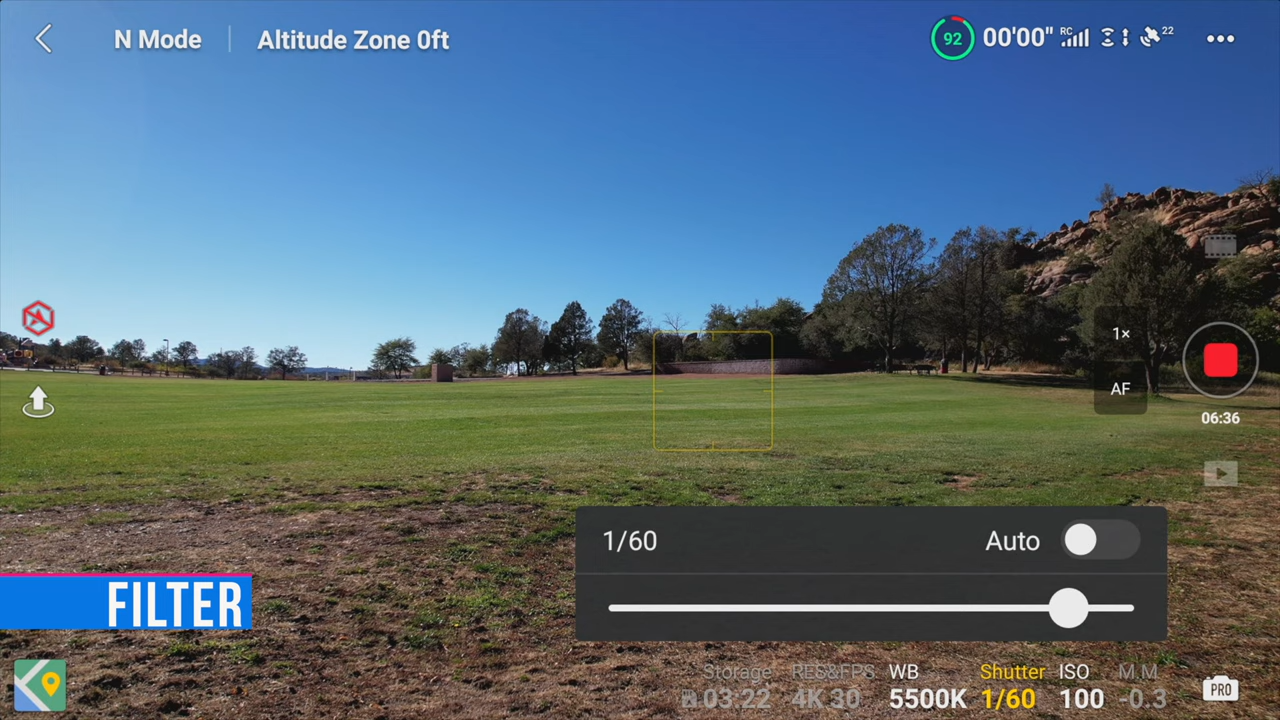 N Mode
Altitude Zone 0ft
92
00'00"
RC
22
1×
AF
06:36
1/60
Auto
FILTER
Storage RES&FPS WB Shutter ISO M.M
03:22 4K 30 5500K 1/60 100 -0.3
PRO